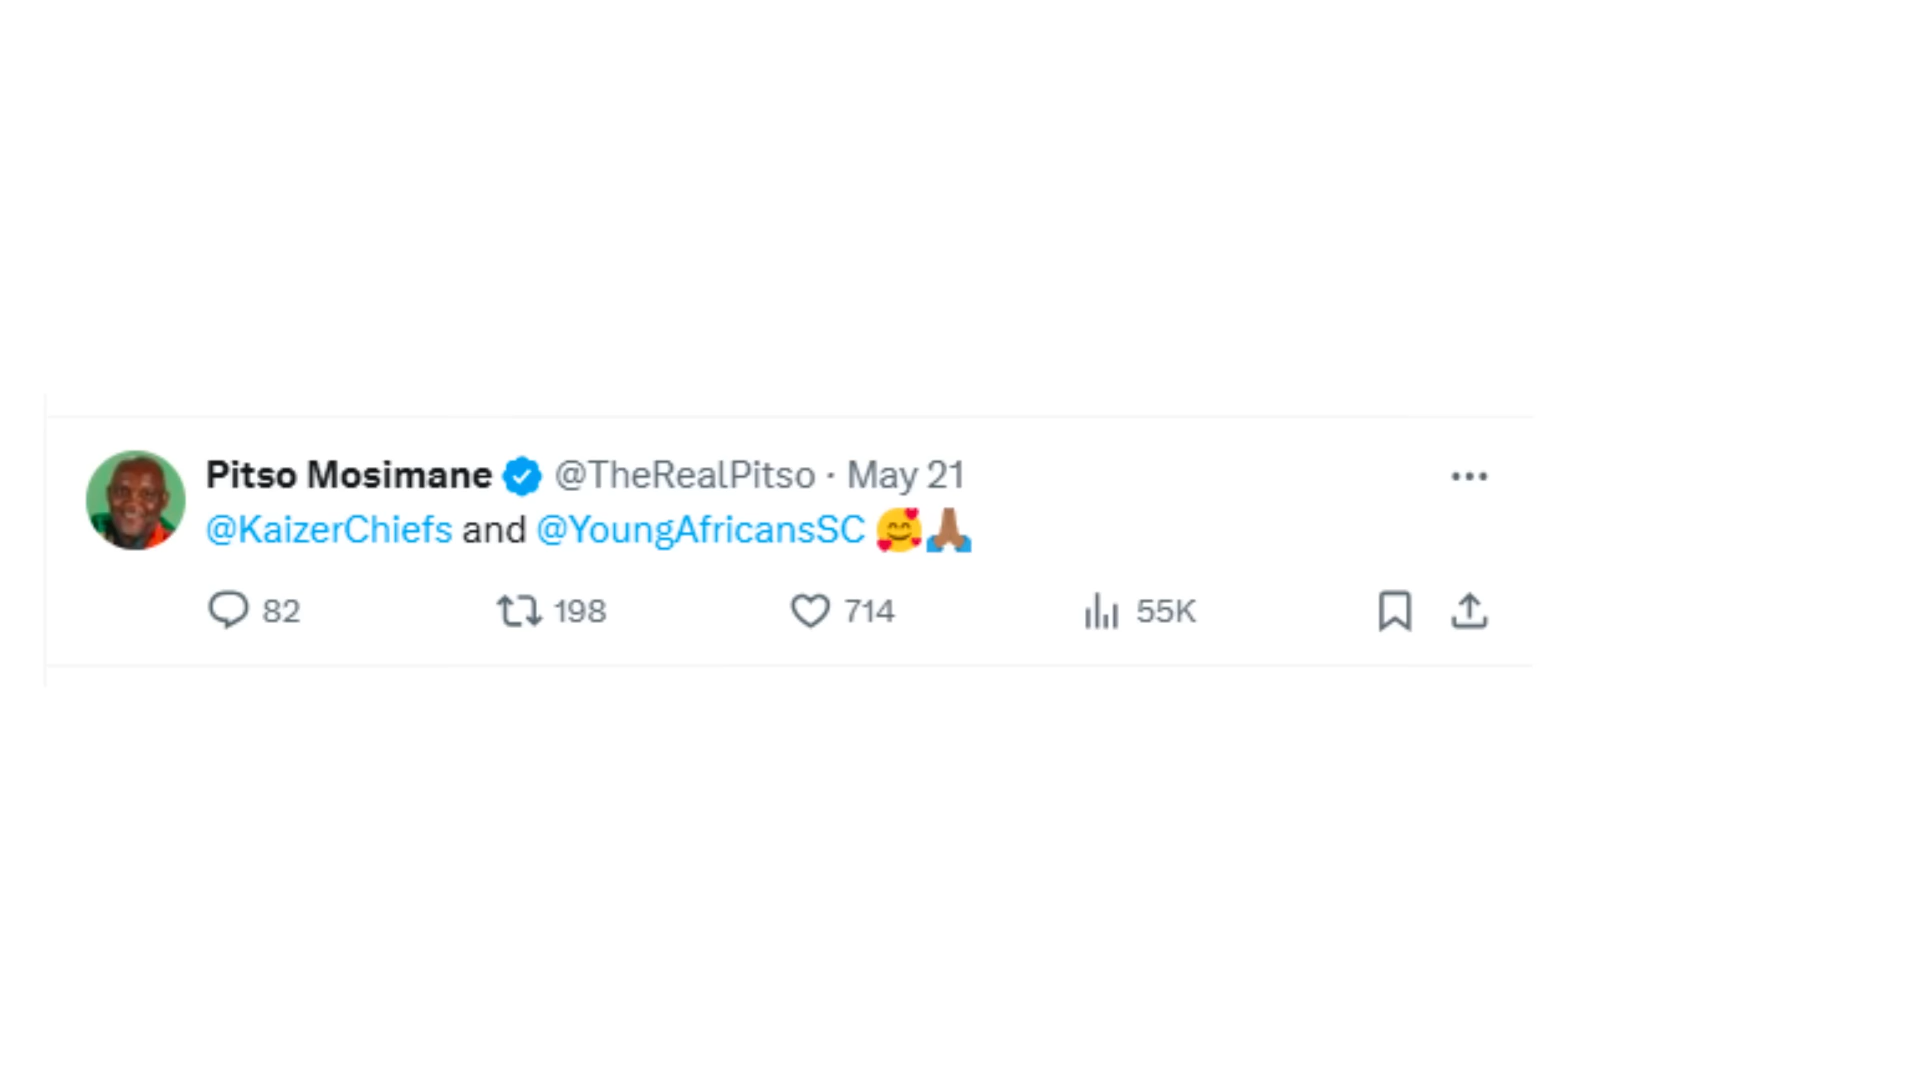 Pitso Mosimane @TheRealPitso · May 21
@KaizerChiefs and @YoungAfricansSC 🥰🙏🏾
82 198 714 55K